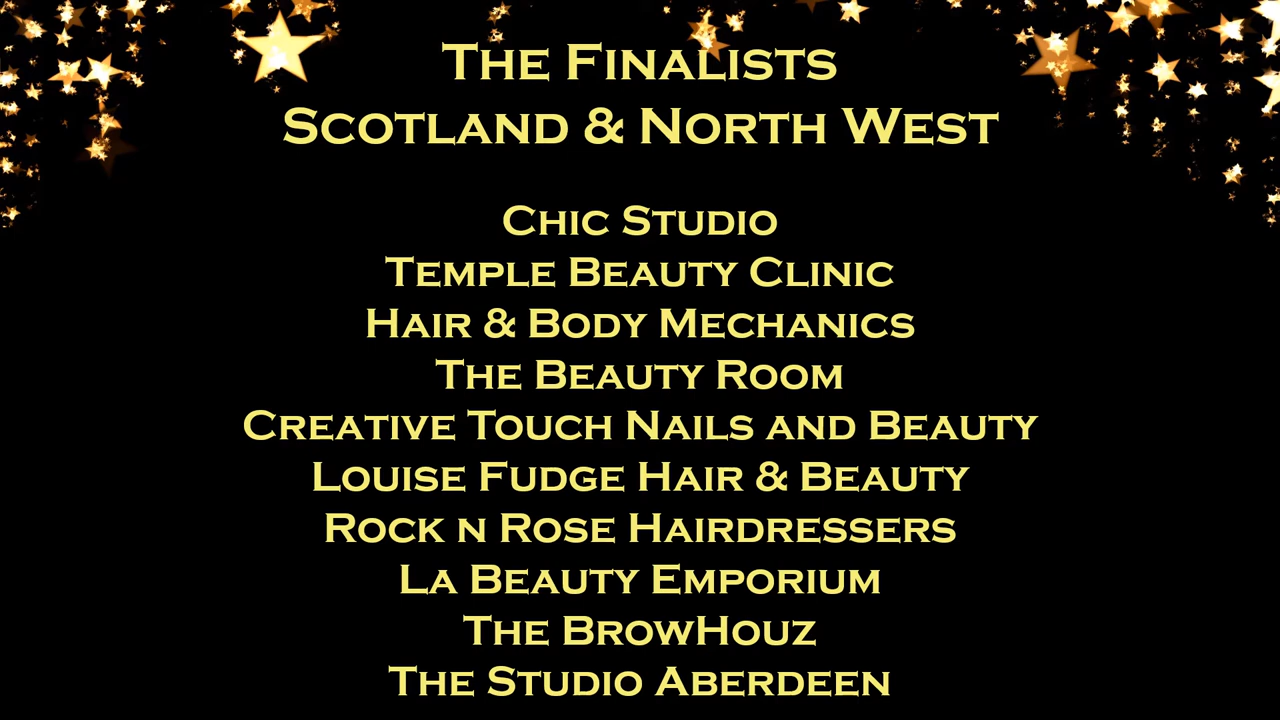 The Finalists
Scotland & North West
Chic Studio
Temple Beauty Clinic
Hair & Body Mechanics
The Beauty Room
Creative Touch Nails and Beauty
Louise Fudge Hair & Beauty
Rock n Rose Hairdressers
La Beauty Emporium
The BrowHouz
The Studio Aberdeen